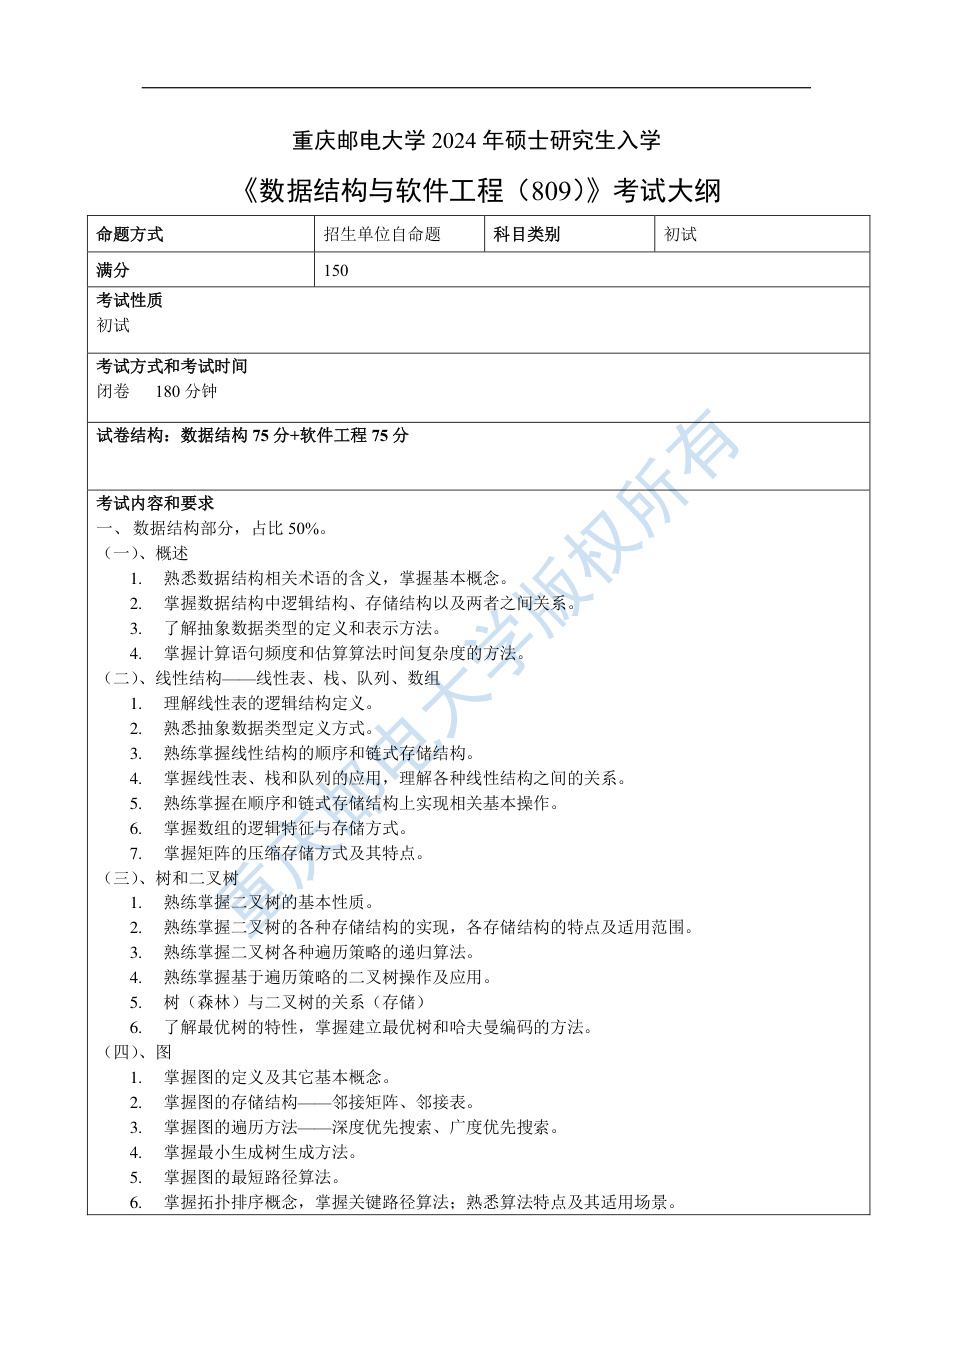 重庆邮电大学 2024 年硕士研究生入学
《数据结构与软件工程（809）》考试大纲
命题方式 招生单位自命题 科目类别 初试
满分 150
考试性质
初试
考试方式和考试时间
闭卷 180 分钟
试卷结构：数据结构 75 分+软件工程 75 分
考试内容和要求
一、 数据结构部分，占比 50%。
（一）、概述
1. 熟悉数据结构相关术语的含义，掌握基本概念。
2. 掌握数据结构中逻辑结构、存储结构以及两者之间关系。
3. 了解抽象数据类型的定义和表示方法。
4. 掌握计算语句频度和估算算法时间复杂度的方法。
（二）、线性结构——线性表、栈、队列、数组
1. 理解线性表的逻辑结构定义。
2. 熟悉抽象数据类型定义方式。
3. 熟练掌握线性结构的顺序和链式存储结构。
4. 掌握线性表、栈和队列的应用，理解各种线性结构之间的关系。
5. 熟练掌握在顺序和链式存储结构上实现相关基本操作。
6. 掌握数组的逻辑特征与存储方式。
7. 掌握矩阵的压缩存储方式及其特点。
（三）、树和二叉树
1. 熟练掌握二叉树的基本性质。
2. 熟练掌握二叉树的各种存储结构的实现，各存储结构的特点及适用范围。
3. 熟练掌握二叉树各种遍历策略的递归算法。
4. 熟练掌握基于遍历策略的二叉树操作及应用。
5. 树（森林）与二叉树的关系（存储）
6. 了解最优树的特性，掌握建立最优树和哈夫曼编码的方法。
（四）、图
1. 掌握图的定义及其它基本概念。
2. 掌握图的存储结构——邻接矩阵、邻接表。
3. 掌握图的遍历方法——深度优先搜索、广度优先搜索。
4. 掌握最小生成树生成方法。
5. 掌握图的最短路径算法。
6. 掌握拓扑排序概念，掌握关键路径算法；熟悉算法特点及其适用场景。
重庆邮电大学版权所有